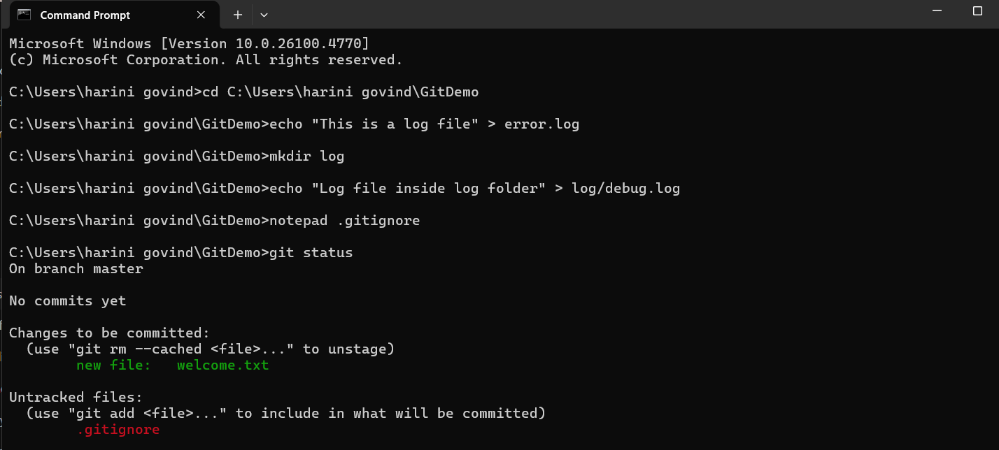 Command Prompt
Microsoft Windows [Version 10.0.26100.4770]
(c) Microsoft Corporation. All rights reserved.
C:\Users\harini govind>cd C:\Users\harini govind\GitDemo
C:\Users\harini govind\GitDemo>echo "This is a log file" > error.log
C:\Users\harini govind\GitDemo>mkdir log
C:\Users\harini govind\GitDemo>echo "Log file inside log folder" > log/debug.log
C:\Users\harini govind\GitDemo>notepad .gitignore
C:\Users\harini govind\GitDemo>git status
On branch master
No commits yet
Changes to be committed:
  (use "git rm --cached <file>..." to unstage)
        new file:   welcome.txt
Untracked files:
  (use "git add <file>..." to include in what will be committed)
        .gitignore